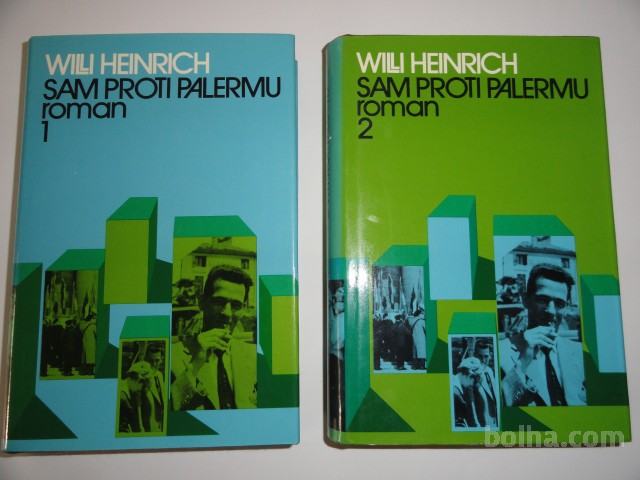 WILLI HEINRICH
SAM PROTI PALERMU
roman
1
WILLI HEINRICH
SAM PROTI PALERMU
roman
2
bolha.com